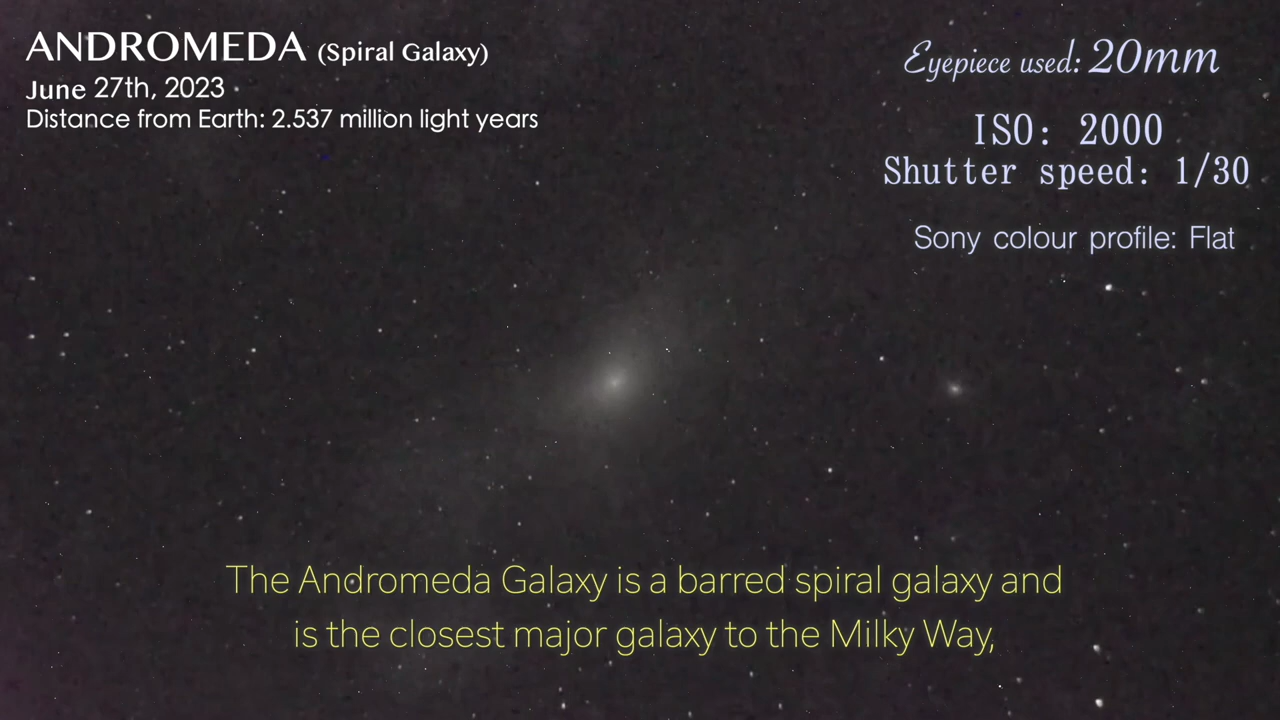 ANDROMEDA (Spiral Galaxy)
June 27th, 2023
Distance from Earth: 2.537 million light years
Eyepiece used: 20mm
ISO: 2000
Shutter speed: 1/30
Sony colour profile: Flat
The Andromeda Galaxy is a barred spiral galaxy and
is the closest major galaxy to the Milky Way,